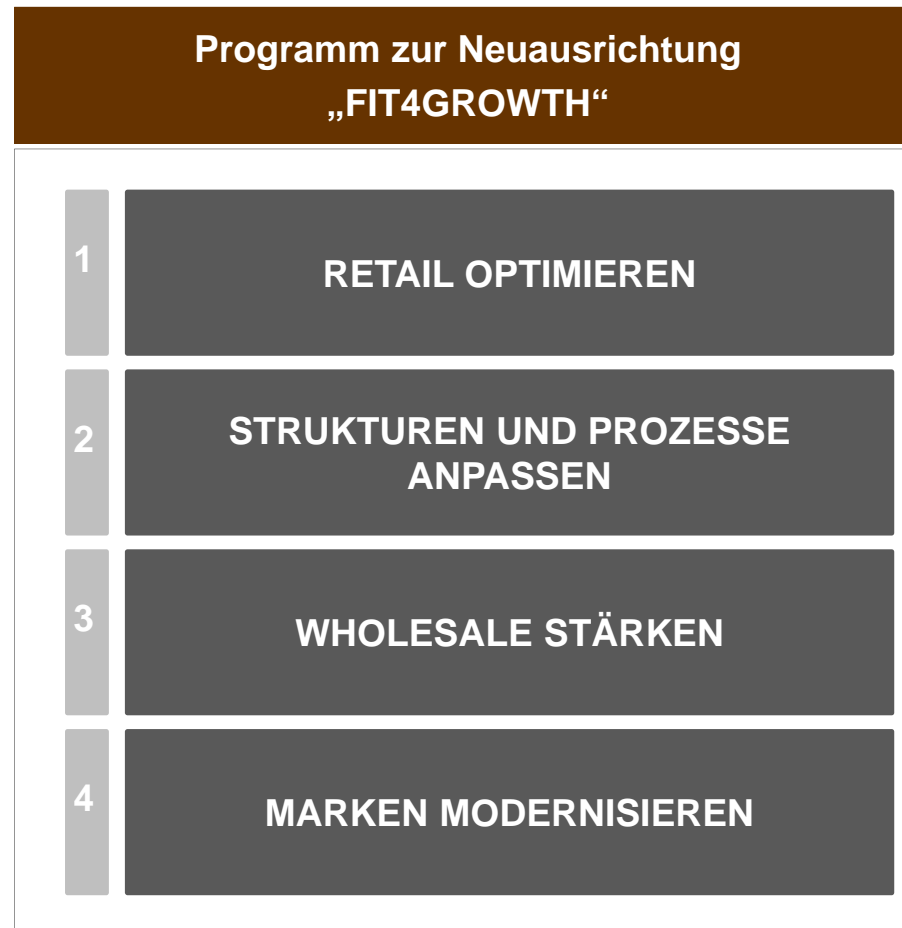 Programm zur Neuausrichtung
„FIT4GROWTH“
1
RETAIL OPTIMIEREN
2
STRUKTUREN UND PROZESSE
ANPASSEN
3
WHOLESALE STÄRKEN
4
MARKEN MODERNISIEREN